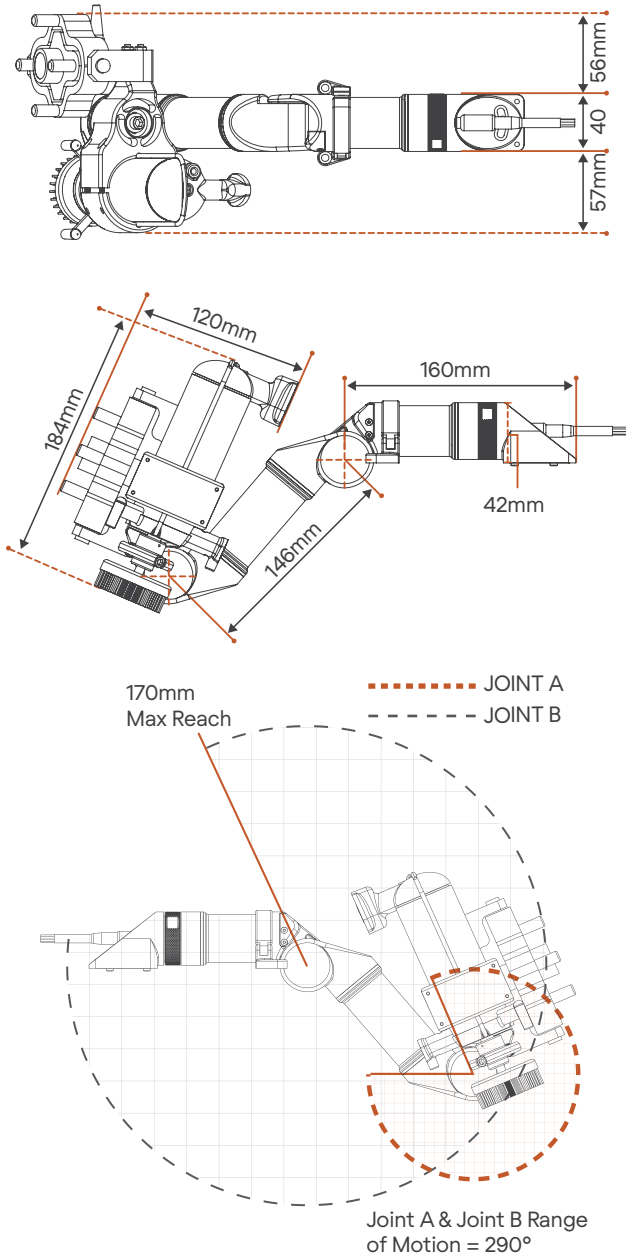 56mm
40
57mm
120mm
184mm
160mm
42mm
146mm
170mm
Max Reach
JOINT A
JOINT B
Joint A & Joint B Range
of Motion = 290°